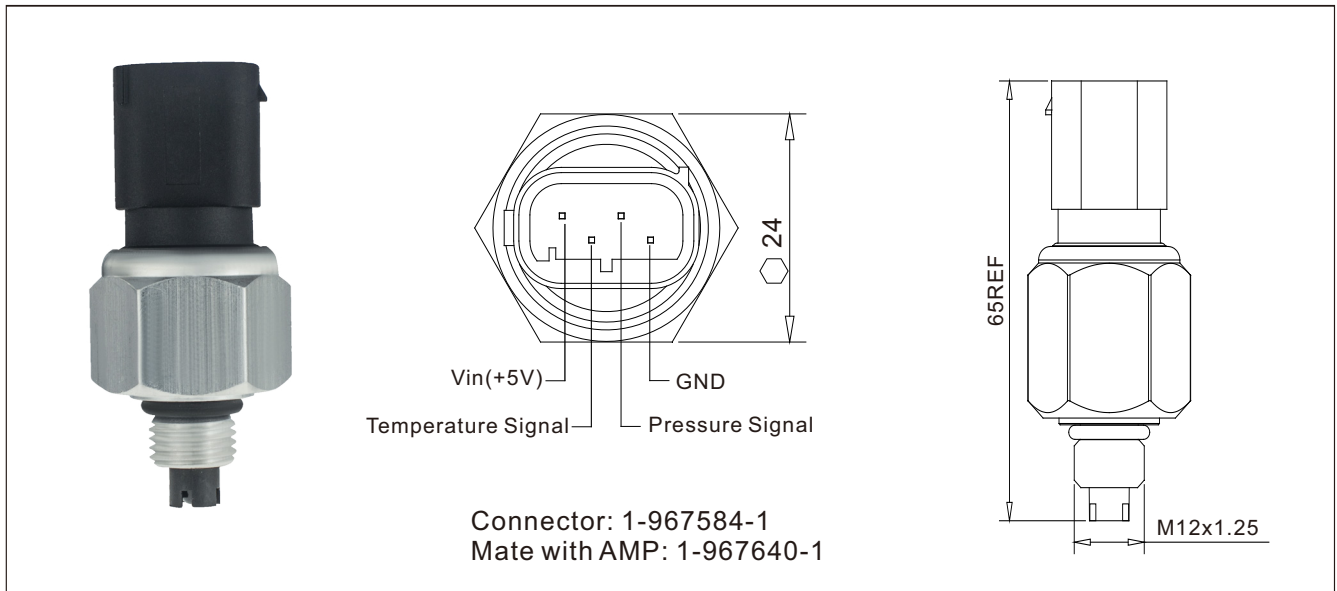 24
65REF
Vin(+5V)
GND
Temperature Signal
Pressure Signal
M12x1.25
Connector: 1-967584-1
Mate with AMP: 1-967640-1